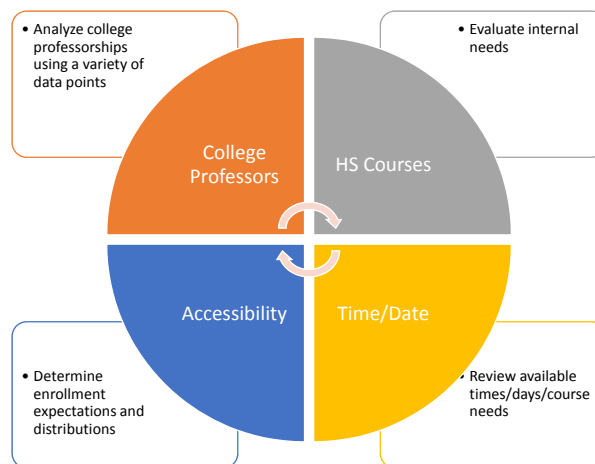 • Analyze college
professorships
using a variety of
data points
• Evaluate internal
needs
College
Professors
HS Courses
Accessibility
Time/Date
• Determine
enrollment
expectations and
distributions
• Review available
times/days/course
needs